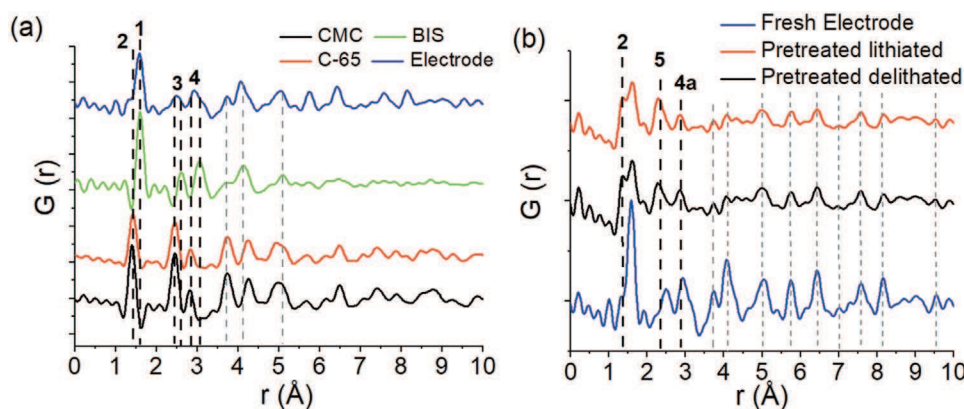 (a)
CMC
BIS
C-65
Electrode
2
1
3
4
G (r)
0 1 2 3 4 5 6 7 8 9 10
r (Å)
(b)
Fresh Electrode
Pretreated lithiated
Pretreated delithated
2
5
4a
G (r)
0 1 2 3 4 5 6 7 8 9 10
r (Å)